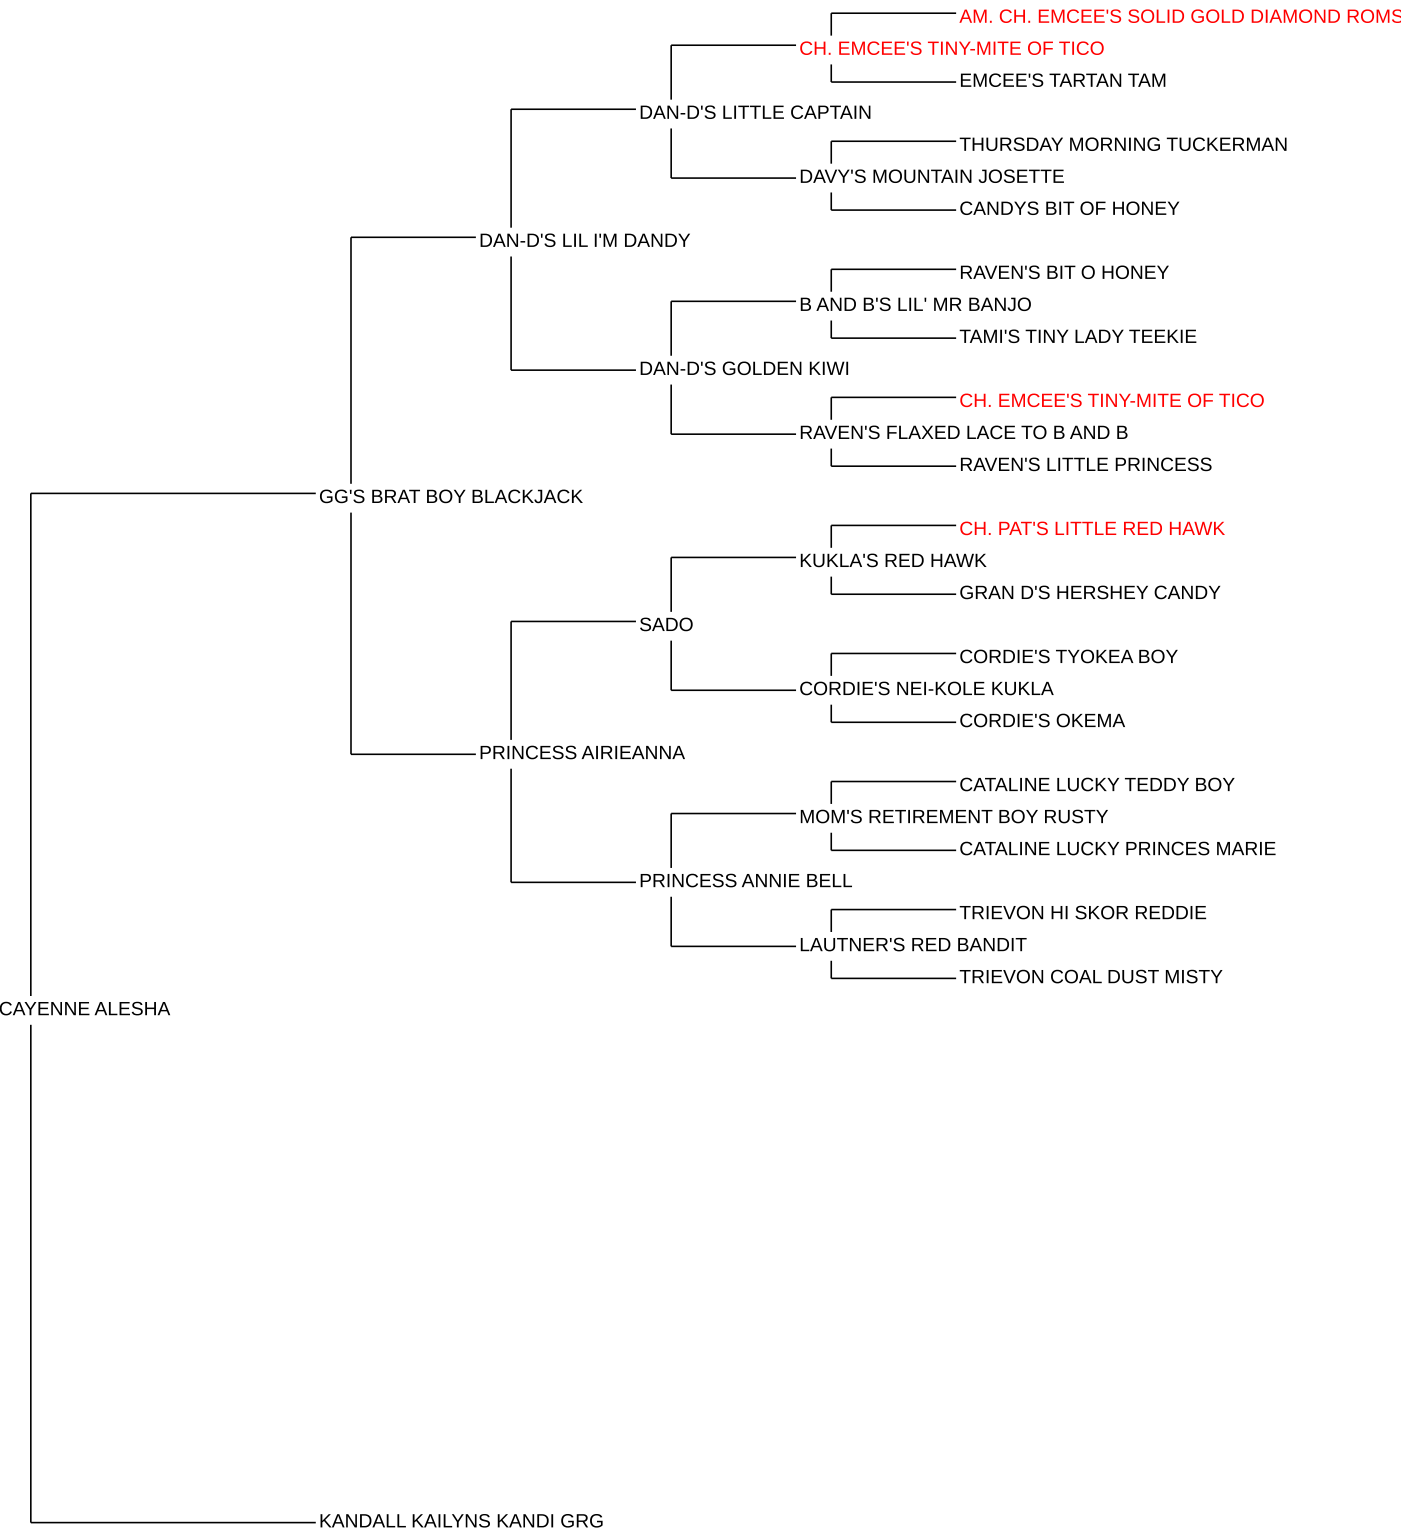 AM. CH. EMCEE'S SOLID GOLD DIAMOND ROMS
CH. EMCEE'S TINY-MITE OF TICO
EMCEE'S TARTAN TAM
DAN-D'S LITTLE CAPTAIN
THURSDAY MORNING TUCKERMAN
DAVY'S MOUNTAIN JOSETTE
CANDYS BIT OF HONEY
DAN-D'S LIL I'M DANDY
RAVEN'S BIT O HONEY
B AND B'S LIL' MR BANJO
TAMI'S TINY LADY TEEKIE
DAN-D'S GOLDEN KIWI
CH. EMCEE'S TINY-MITE OF TICO
RAVEN'S FLAXED LACE TO B AND B
RAVEN'S LITTLE PRINCESS
GG'S BRAT BOY BLACKJACK
CH. PAT'S LITTLE RED HAWK
KUKLA'S RED HAWK
GRAN D'S HERSHEY CANDY
SADO
CORDIE'S TYOKEA BOY
CORDIE'S NEI-KOLE KUKLA
CORDIE'S OKEMA
PRINCESS AIRIEANNA
CATALINE LUCKY TEDDY BOY
MOM'S RETIREMENT BOY RUSTY
CATALINE LUCKY PRINCES MARIE
PRINCESS ANNIE BELL
TRIEVON HI SKOR REDDIE
LAUTNER'S RED BANDIT
TRIEVON COAL DUST MISTY
CAYENNE ALESHA
KANDALL KAILYNS KANDI GRG